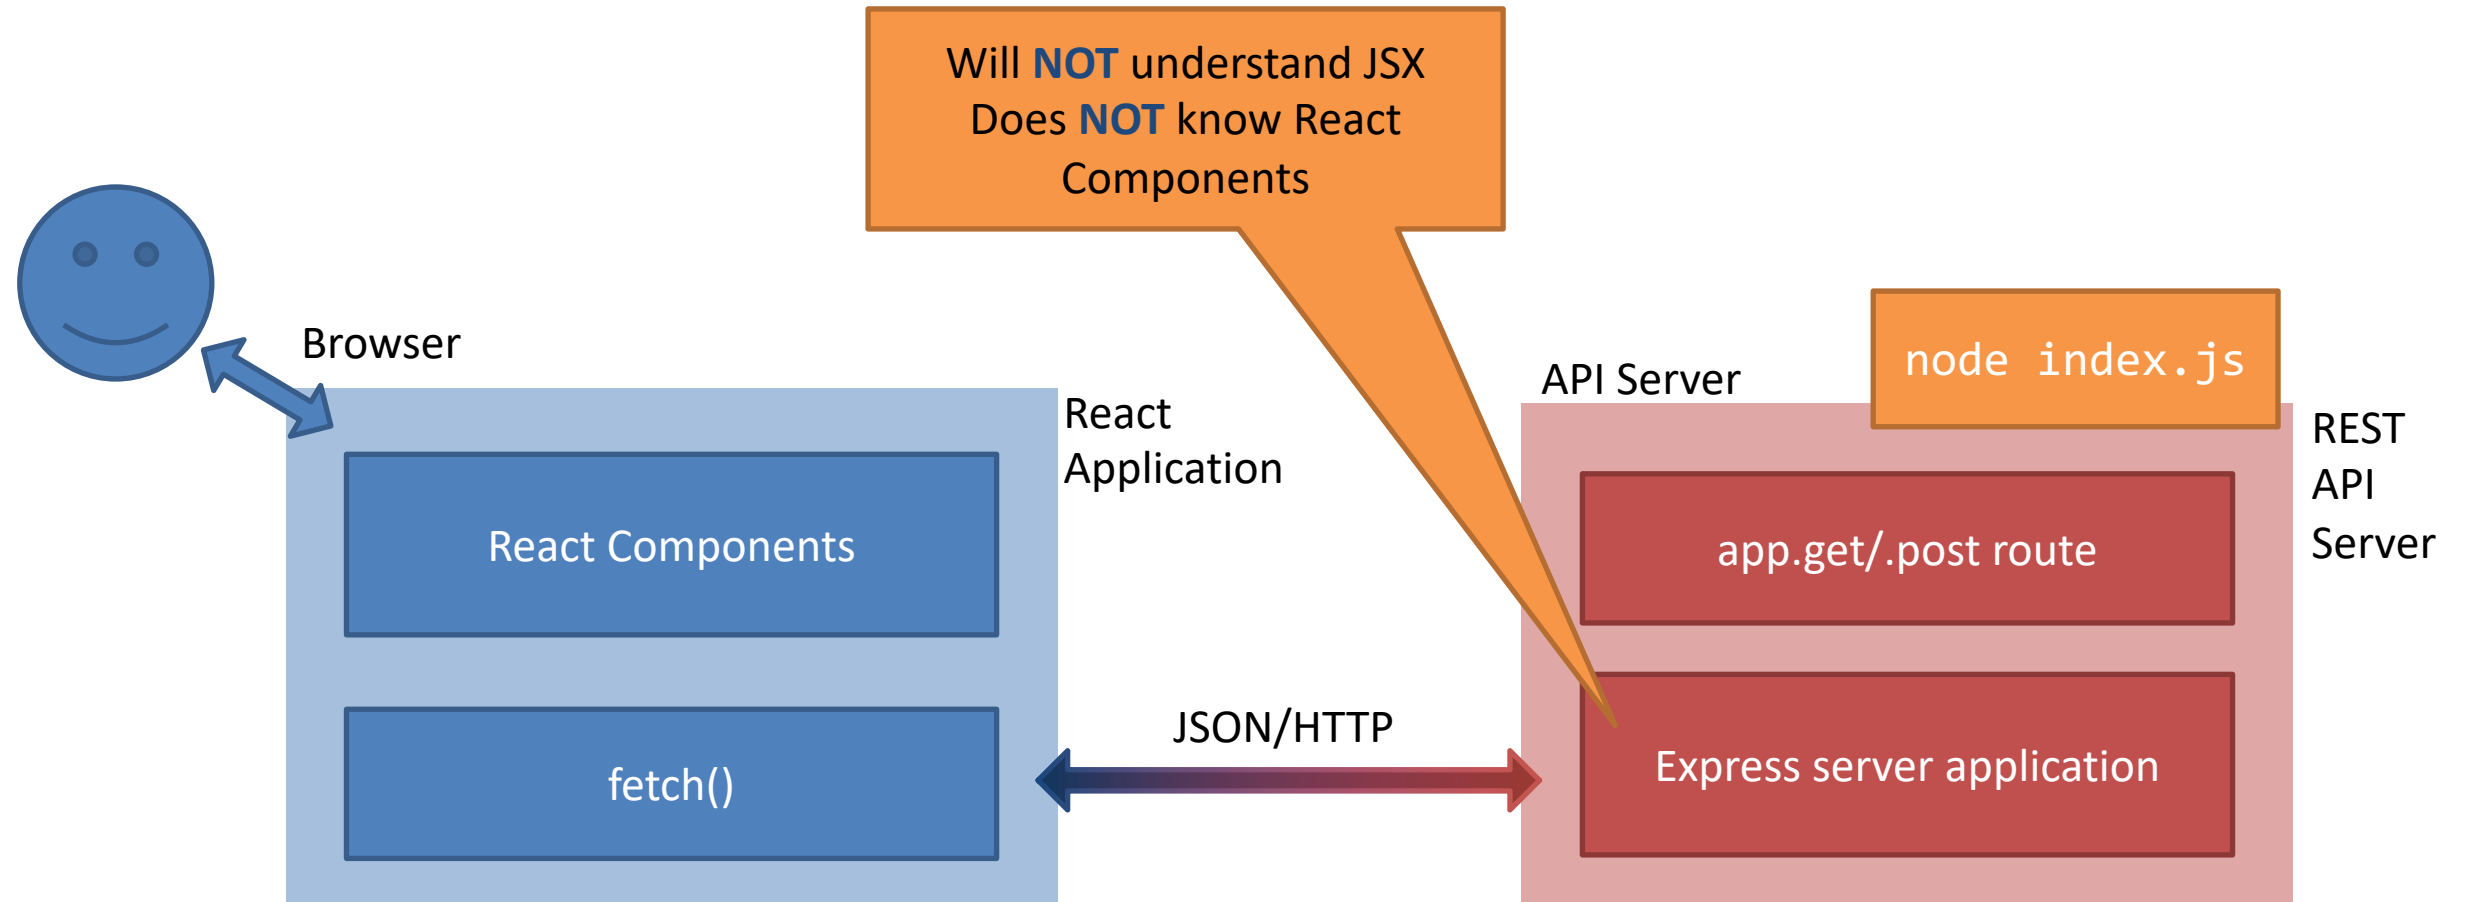 Will NOT understand JSX
Does NOT know React
Components
Browser
React
Application
React Components
fetch()
JSON/HTTP
API Server
node index.js
REST
API
Server
app.get/.post route
Express server application